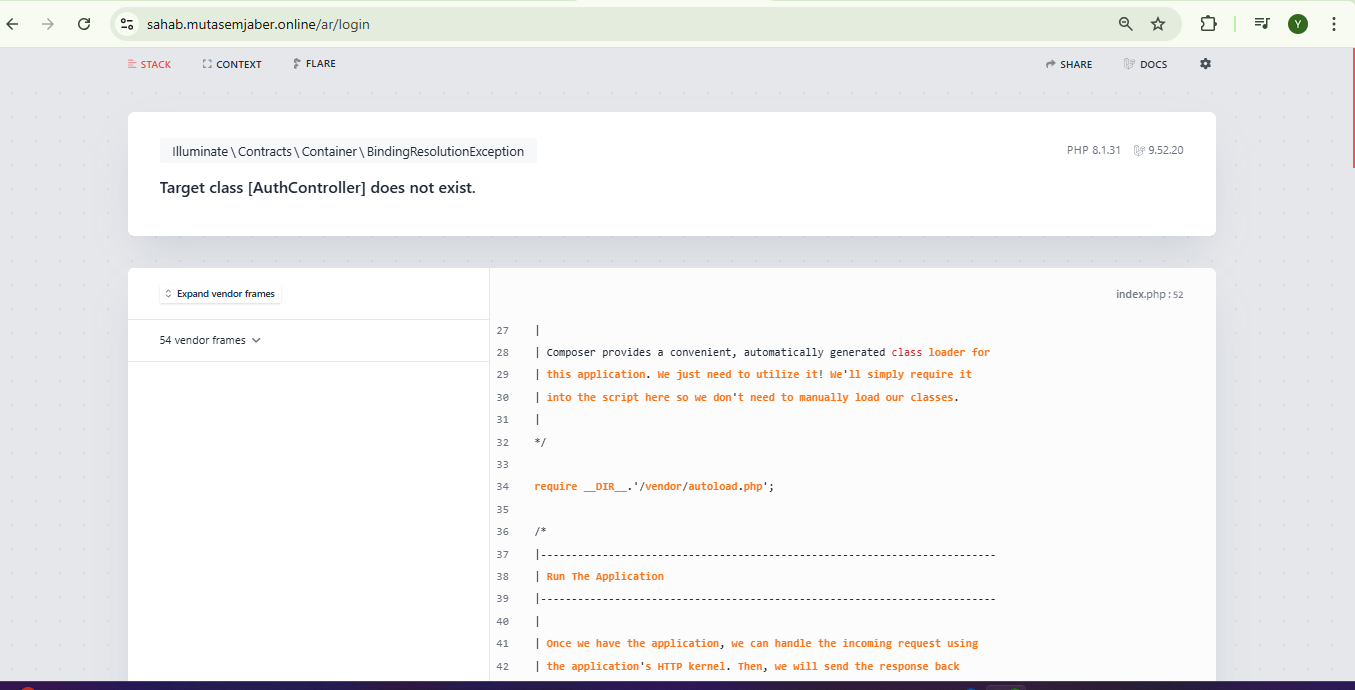 sahab.mutasemjaber.online/ar/login
Y
STACK CONTEXT FLARE SHARE DOCS
Illuminate\Contracts\Container\BindingResolutionException PHP 8.1.31 9.52.20
Target class [AuthController] does not exist.
Expand vendor frames
54 vendor frames
index.php : 52
27 |
28 | Composer provides a convenient, automatically generated class loader for
29 | this application. We just need to utilize it! We'll simply require it
30 | into the script here so we don't need to manually load our classes.
31 |
32 */
33
34 require __DIR__.'/vendor/autoload.php';
35
36 /*
37 |--------------------------------------------------------------------------
38 | Run The Application
39 |--------------------------------------------------------------------------
40 |
41 | Once we have the application, we can handle the incoming request using
42 | the application's HTTP kernel. Then, we will send the response back